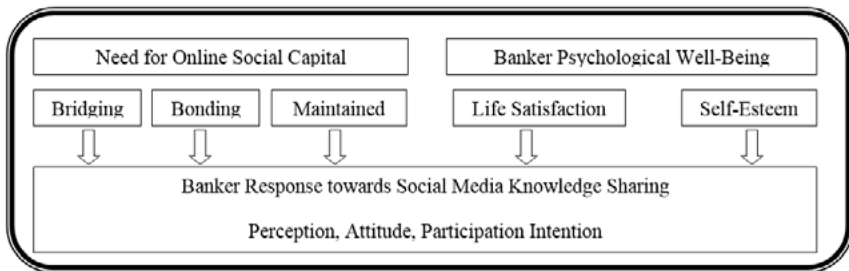 Need for Online Social Capital
Banker Psychological Well-Being
Bridging
Bonding
Maintained
Life Satisfaction
Self-Esteem
Banker Response towards Social Media Knowledge Sharing
Perception, Attitude, Participation Intention